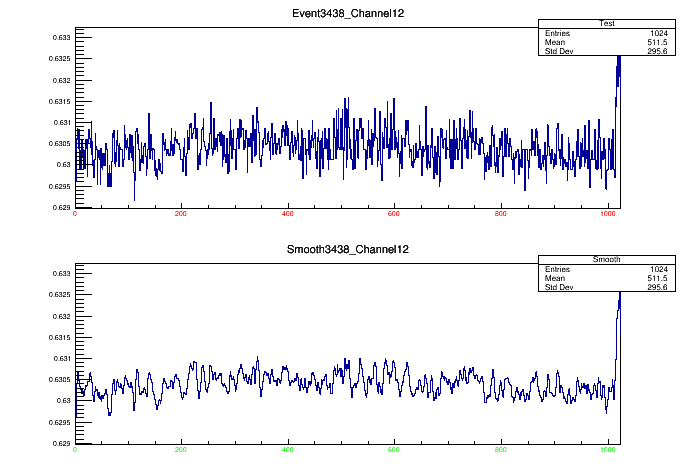 Event3438_Channel12
Test
Entries 1024
Mean 511.5
Std Dev 295.6
0.633
0.6325
0.632
0.6315
0.631
0.6305
0.63
0.6295
0.629
0 200 400 600 800 1000
Smooth3438_Channel12
Smooth
Entries 1024
Mean 511.5
Std Dev 295.6
0.633
0.6325
0.632
0.6315
0.631
0.6305
0.63
0.6295
0.629
0 200 400 600 800 1000